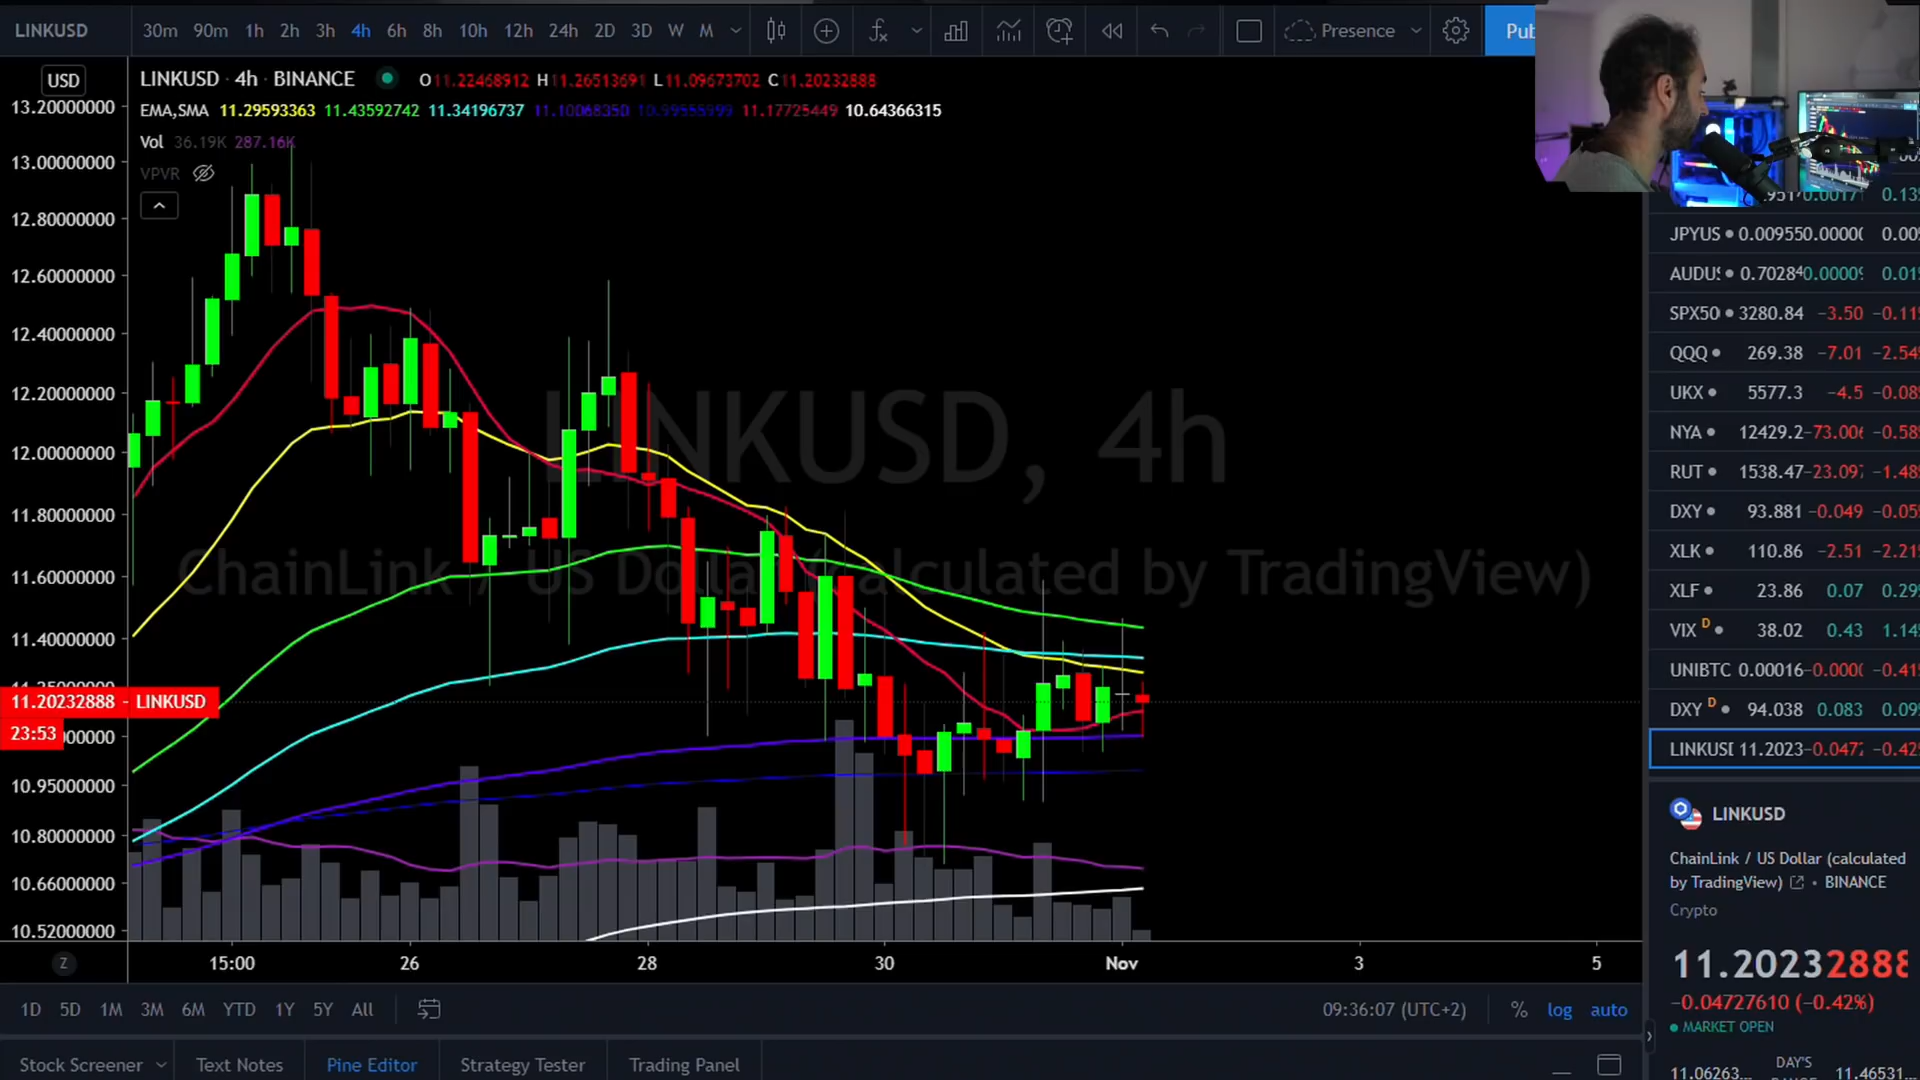 LINKUSD 30m 90m 1h 2h 3h 4h 6h 8h 10h 12h 24h 2D 3D W M Presence Pub
USD LINKUSD · 4h · BINANCE O11.22468912 H11.26513691 L11.09673702 C11.20232888
EMA,SMA 11.29593363 11.43592742 11.34196737 11.10068350 10.99555999 11.17725449 10.64366315
Vol 36.19K 287.16K
VPVR
13.20000000
13.00000000
12.80000000
12.60000000
12.40000000
12.20000000
12.00000000
11.80000000
11.60000000
11.40000000
11.20232888 LINKUSD
23:53
10.95000000
10.80000000
10.66000000
10.52000000
LINKUSD, 4h
ChainLink / US Dollar (calculated by TradingView)
Z 15:00 26 28 30 Nov 3 5
1D 5D 1M 3M 6M YTD 1Y 5Y All 09:36:07 (UTC+2) % log auto
Stock Screener Text Notes Pine Editor Strategy Tester Trading Panel
JPYUS 0.00955 0.0000 0.00
AUDUS 0.7028 0.0000 0.01
SPX50 3280.84 −3.50 −0.11
QQQ 269.38 −7.01 −2.54
UKX 5577.3 −4.5 −0.08
NYA 12429.2 −73.00 −0.58
RUT 1538.47 −23.09 −1.48
DXY 93.881 −0.049 −0.05
XLK 110.86 −2.51 −2.21
XLF 23.86 0.07 0.29
VIX D 38.02 0.43 1.14
UNIBTC 0.00016 −0.000 −0.41
DXY D 94.038 0.083 0.09
LINKUSD 11.2023 −0.047 −0.42
LINKUSD
ChainLink / US Dollar (calculated
by TradingView) · BINANCE
Crypto
11.20232888
−0.04727610 (−0.42%)
MARKET OPEN
11.06263... DAY'S 11.46531...